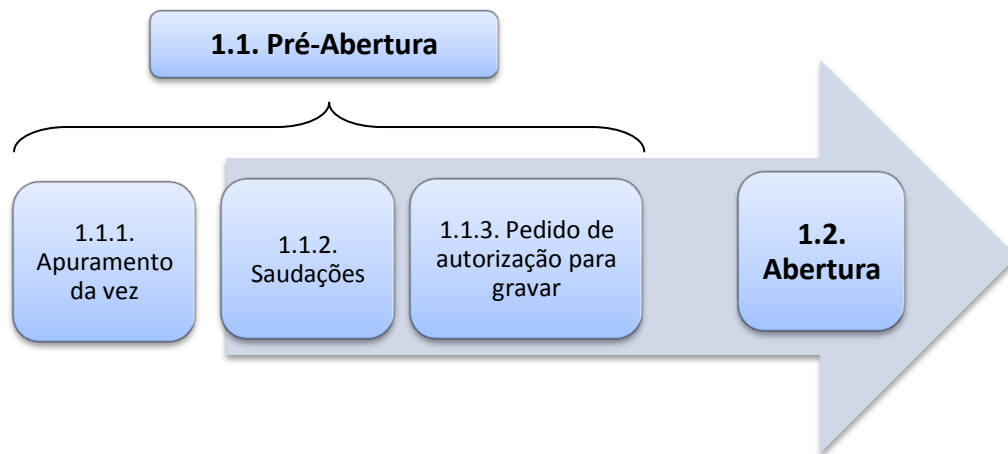 1.1. Pré-Abertura
1.1.1.
Apuramento
da vez
1.1.2.
Saudações
1.1.3. Pedido de
autorização para
gravar
1.2.
Abertura